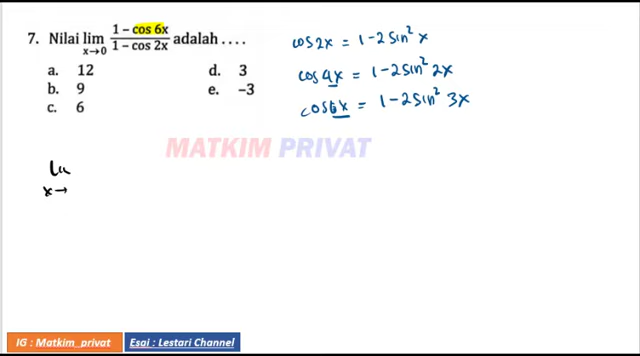 7. Nilai lim x→0 (1 − cos 6x)/(1 − cos 2x) adalah . . . .
a. 12
b. 9
c. 6
d. 3
e. −3
cos 2x = 1 − 2 sin² x
cos 4x = 1 − 2 sin² 2x
cos 6x = 1 − 2 sin² 3x
MATKIM PRIVAT
x →
IG : Matkim_privat
Esai : Lestari Channel